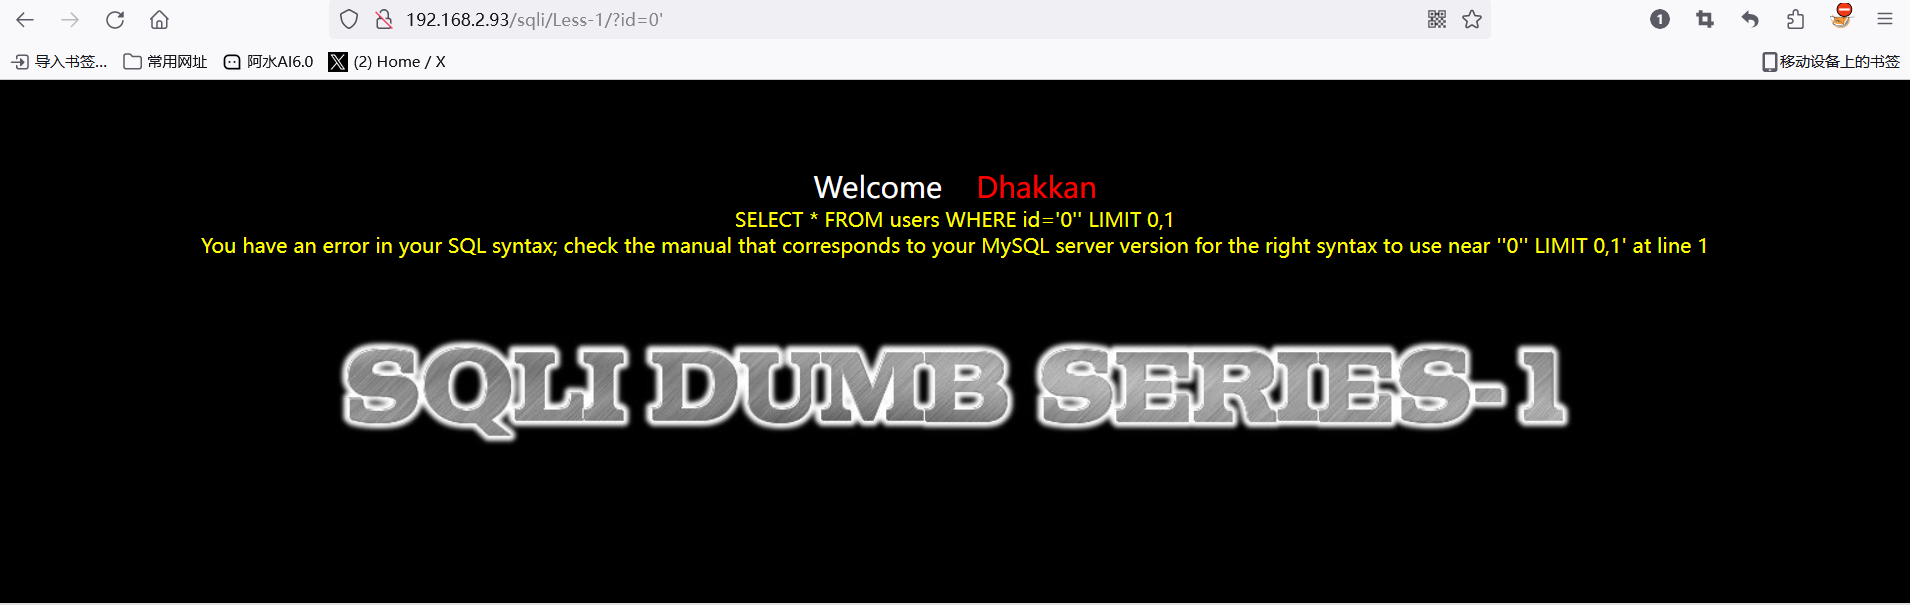 192.168.2.93/sqli/Less-1/?id=0'
1
导入书签... 常用网址 阿水AI6.0 (2) Home / X 移动设备上的书签
Welcome Dhakkan
SELECT * FROM users WHERE id='0'' LIMIT 0,1
You have an error in your SQL syntax; check the manual that corresponds to your MySQL server version for the right syntax to use near ''0'' LIMIT 0,1' at line 1
SQLI DUMB SERIES-1